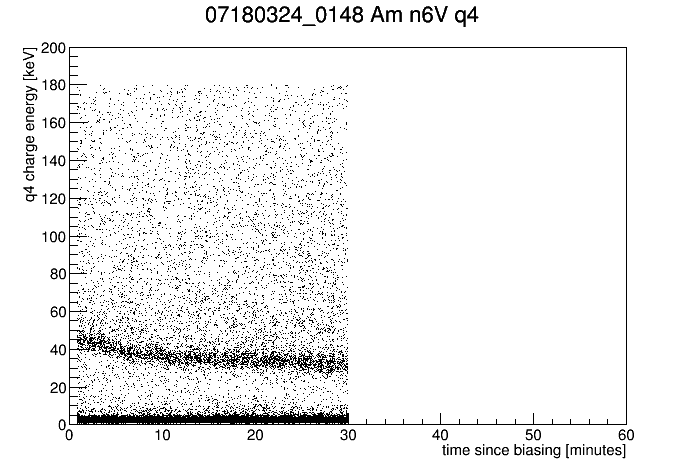 07180324_0148 Am n6V q4
q4 charge energy [keV]
200
180
160
140
120
100
80
60
40
20
0
0 10 20 30 40 50 60
time since biasing [minutes]